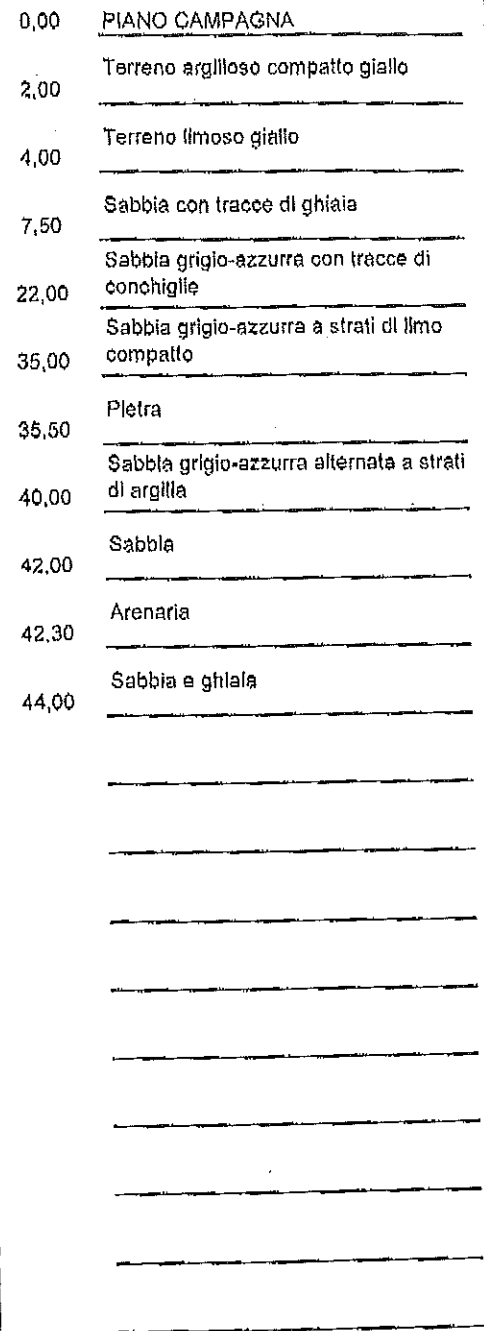 0,00 PIANO CAMPAGNA
Terreno argilloso compatto giallo
2,00
Terreno limoso giallo
4,00
Sabbia con tracce di ghiaia
7,50
Sabbia grigio-azzurra con tracce di
22,00 conchiglie
Sabbia grigio-azzurra a strati di limo
35,00 compatto
Pietra
35,50
Sabbia grigio-azzurra alternata a strati
40,00 di argilla
Sabbia
42,00
Arenaria
42,30
Sabbia e ghiaia
44,00